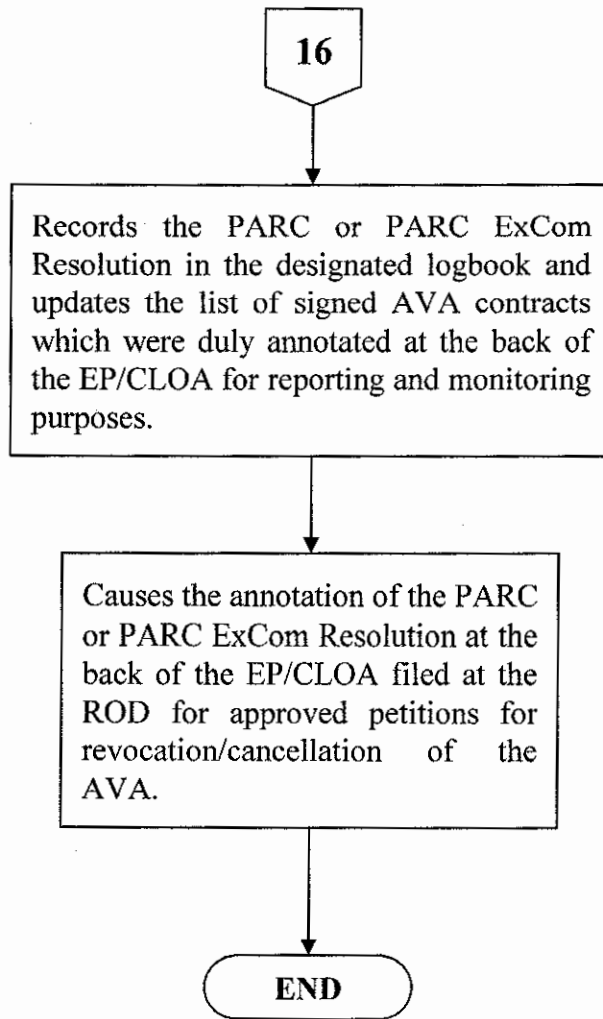 16
Records the PARC or PARC ExCom
Resolution in the designated logbook and
updates the list of signed AVA contracts
which were duly annotated at the back of
the EP/CLOA for reporting and monitoring
purposes.
Causes the annotation of the PARC
or PARC ExCom Resolution at the
back of the EP/CLOA filed at the
ROD for approved petitions for
revocation/cancellation of the
AVA.
END